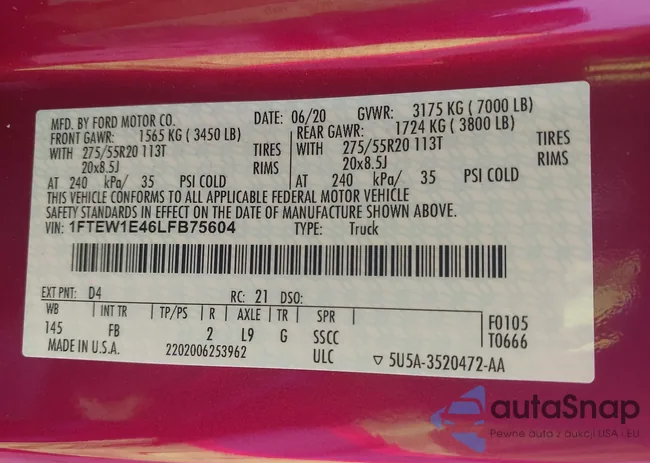 MFD. BY FORD MOTOR CO. DATE: 06/20 GVWR: 3175 KG ( 7000 LB)
FRONT GAWR: 1565 KG ( 3450 LB) REAR GAWR: 1724 KG ( 3800 LB)
WITH 275/55R20 113T TIRES WITH 275/55R20 113T TIRES
20x8.5J RIMS 20x8.5J RIMS
AT 240 kPa/ 35 PSI COLD AT 240 kPa/ 35 PSI COLD
THIS VEHICLE CONFORMS TO ALL APPLICABLE FEDERAL MOTOR VEHICLE
SAFETY STANDARDS IN EFFECT ON THE DATE OF MANUFACTURE SHOWN ABOVE.
VIN: 1FTEW1E46LFB75604 TYPE: Truck
EXT PNT: D4 RC: 21 DSO:
WB INT TR TP/PS R AXLE TR SPR F0105
145 FB 2 L9 G SSCC T0666
MADE IN U.S.A. 2202006253962 ULC ▽ 5U5A-3520472-AA
autaSnap
Pewne auta z aukcji USA i EU